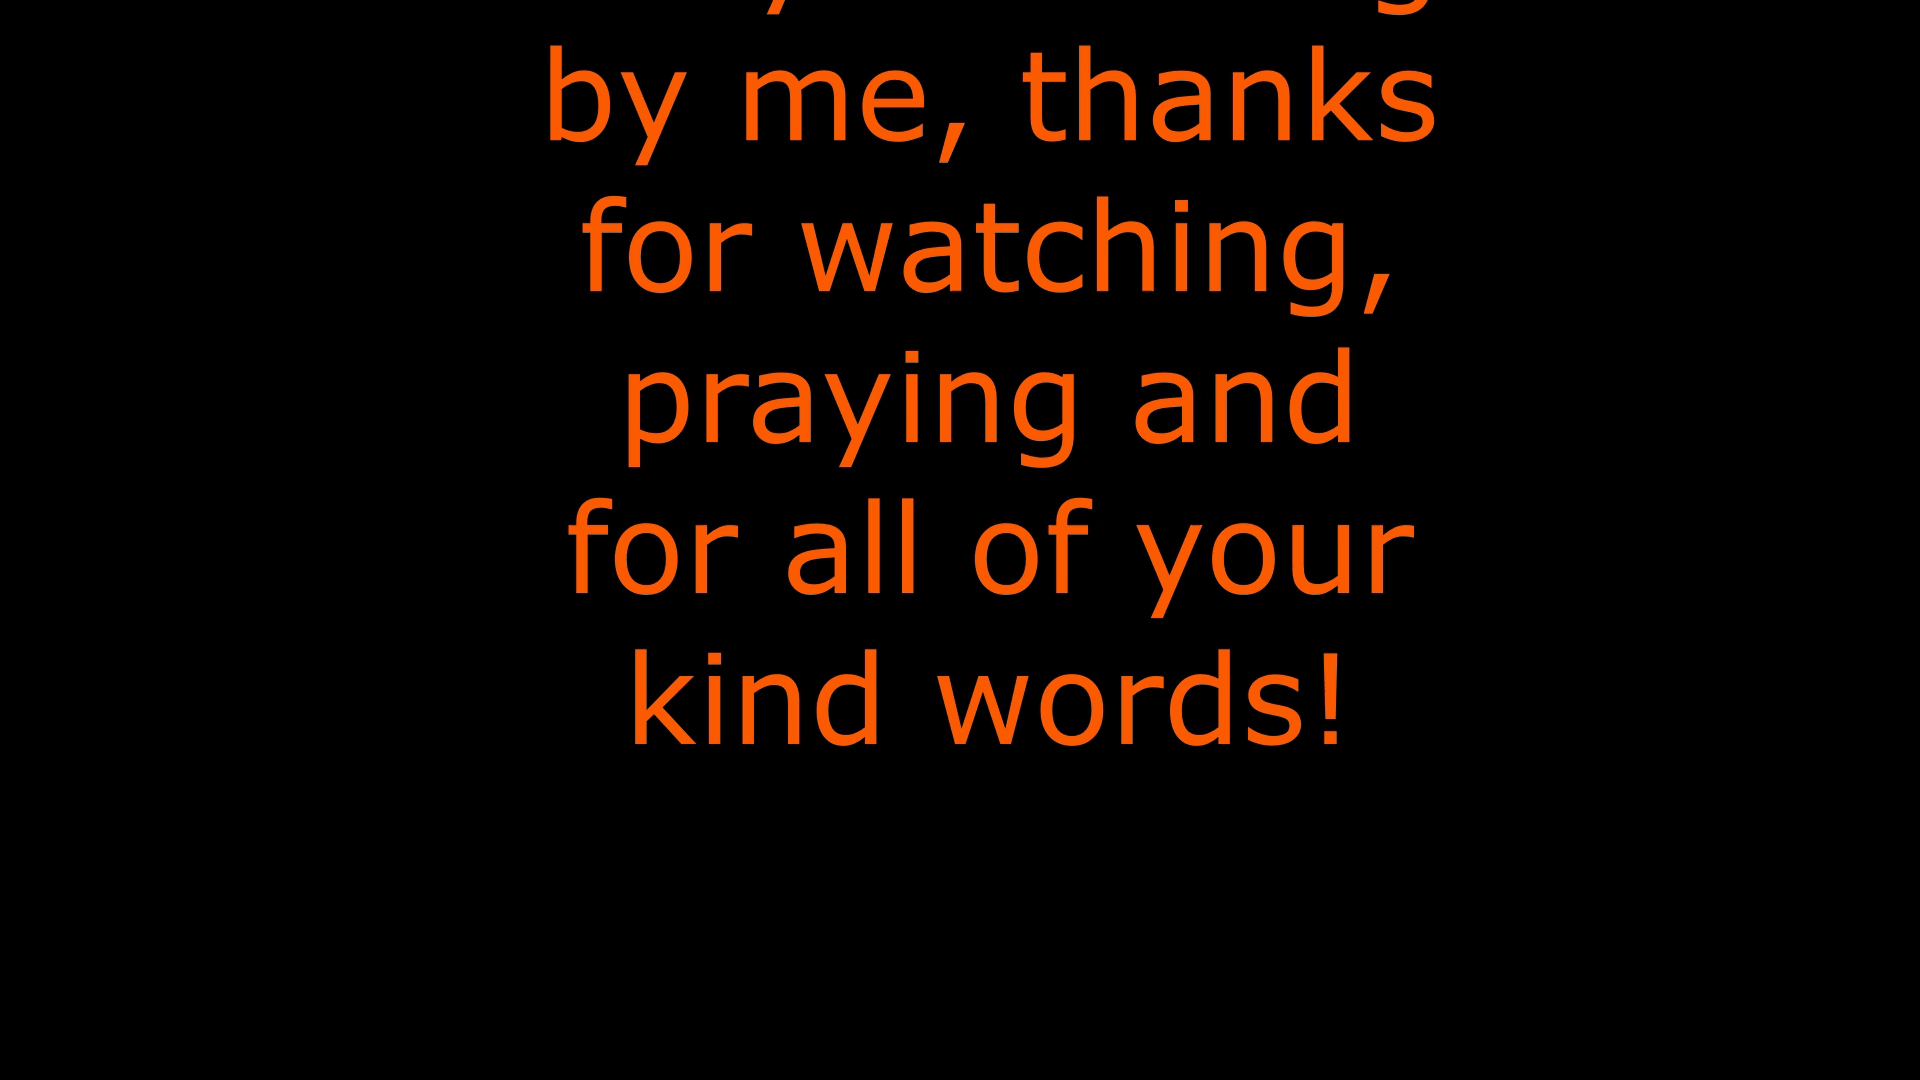 by me, thanks
for watching,
praying and
for all of your
kind words!